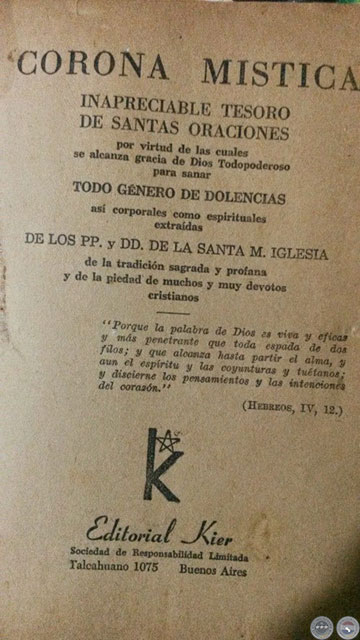 CORONA MISTICA
INAPRECIABLE TESORO
DE SANTAS ORACIONES
por virtud de las cuales
se alcanza gracia de Dios Todopoderoso
para sanar
TODO GÉNERO DE DOLENCIAS
así corporales como espirituales
extraídas
DE LOS PP. y DD. DE LA SANTA M. IGLESIA
de la tradición sagrada y profana
y de la piedad de muchos y muy devotos
cristianos
"Porque la palabra de Dios es viva y eficas
y más penetrante que toda espada de dos
filos; y que alcanza hasta partir el alma, y
aun el espíritu y las coyunturas y tuétanos;
y discierne los pensamientos y las intenciones
del corazón."
(HEBREOS, IV, 12.)
k
Editorial Kier
Sociedad de Responsabilidad Limitada
Talcahuano 1075 Buenos Aires